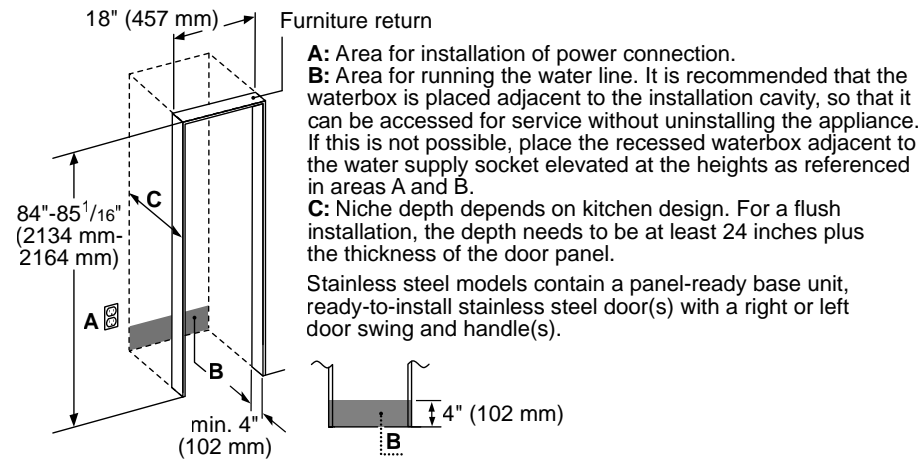 18" (457 mm)
Furniture return
A: Area for installation of power connection.
B: Area for running the water line. It is recommended that the
waterbox is placed adjacent to the installation cavity, so that it
can be accessed for service without uninstalling the appliance.
If this is not possible, place the recessed waterbox adjacent to
the water supply socket elevated at the heights as referenced
in areas A and B.
C: Niche depth depends on kitchen design. For a flush
installation, the depth needs to be at least 24 inches plus
the thickness of the door panel.
Stainless steel models contain a panel-ready base unit,
ready-to-install stainless steel door(s) with a right or left
door swing and handle(s).
C
84"-85 1/16"
(2134 mm-
2164 mm)
A
B
min. 4"
(102 mm)
4" (102 mm)
B